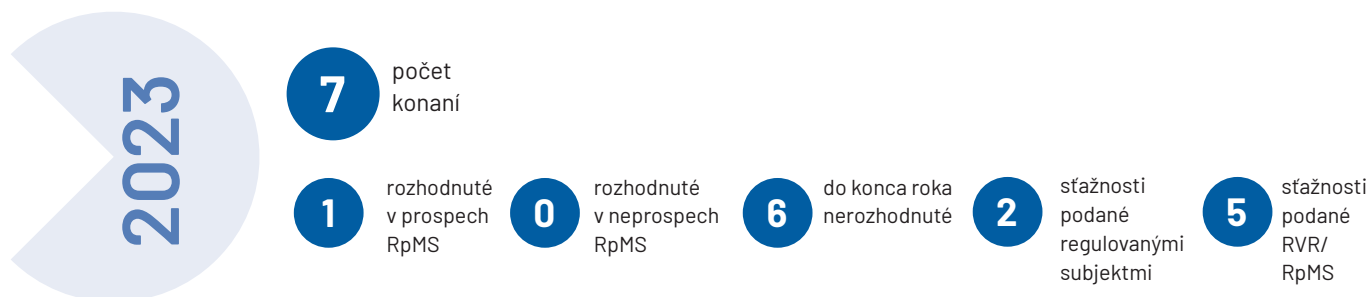 2023
7
počet
konaní
1
rozhodnuté
v prospech
RpMS
0
rozhodnuté
v neprospech
RpMS
6
do konca roka
nerozhodnuté
2
sťažnosti
podané
regulovanými
subjektmi
5
sťažnosti
podané
RVR/
RpMS